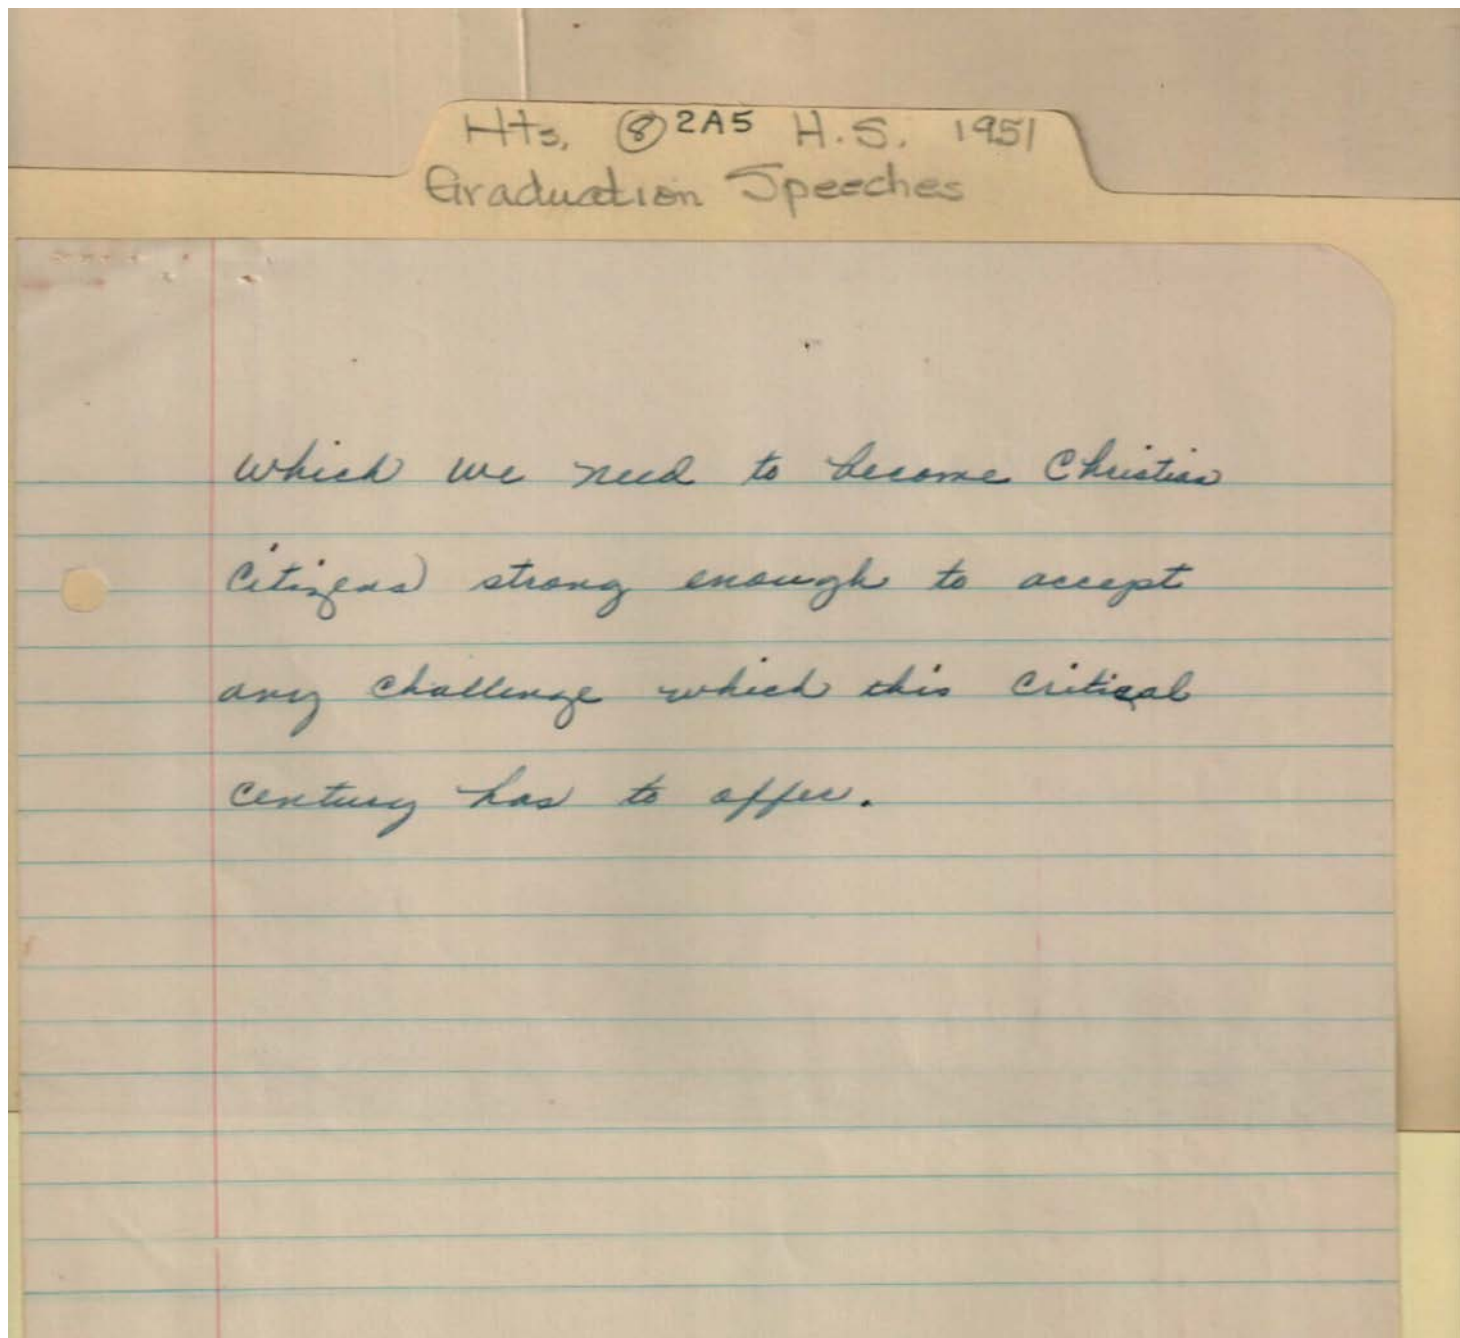 Hts. ⑧ 2A5 H.S. 1951
Graduation Speeches
which we need to become Christian
citizens strong enough to accept
any challenge which this critical
century has to offer.